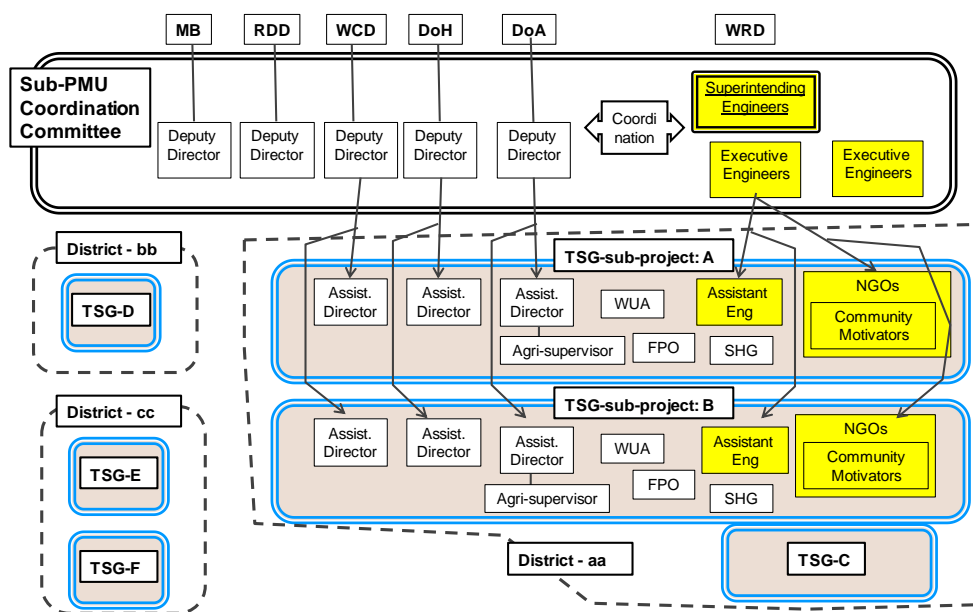 MB
RDD
WCD
DoH
DoA
WRD
Sub-PMU
Coordination
Committee
Superintending
Engineers
Deputy
Director
Deputy
Director
Deputy
Director
Deputy
Director
Deputy
Director
Coordi
nation
Executive
Engineers
Executive
Engineers
District - bb
TSG-D
TSG-sub-project: A
Assist.
Director
Assist.
Director
Assist.
Director
WUA
Assistant
Eng
NGOs
Community
Motivators
Agri-supervisor
FPO
SHG
District - cc
TSG-E
TSG-F
TSG-sub-project: B
Assist.
Director
Assist.
Director
Assist.
Director
WUA
Assistant
Eng
NGOs
Community
Motivators
Agri-supervisor
FPO
SHG
District - aa
TSG-C